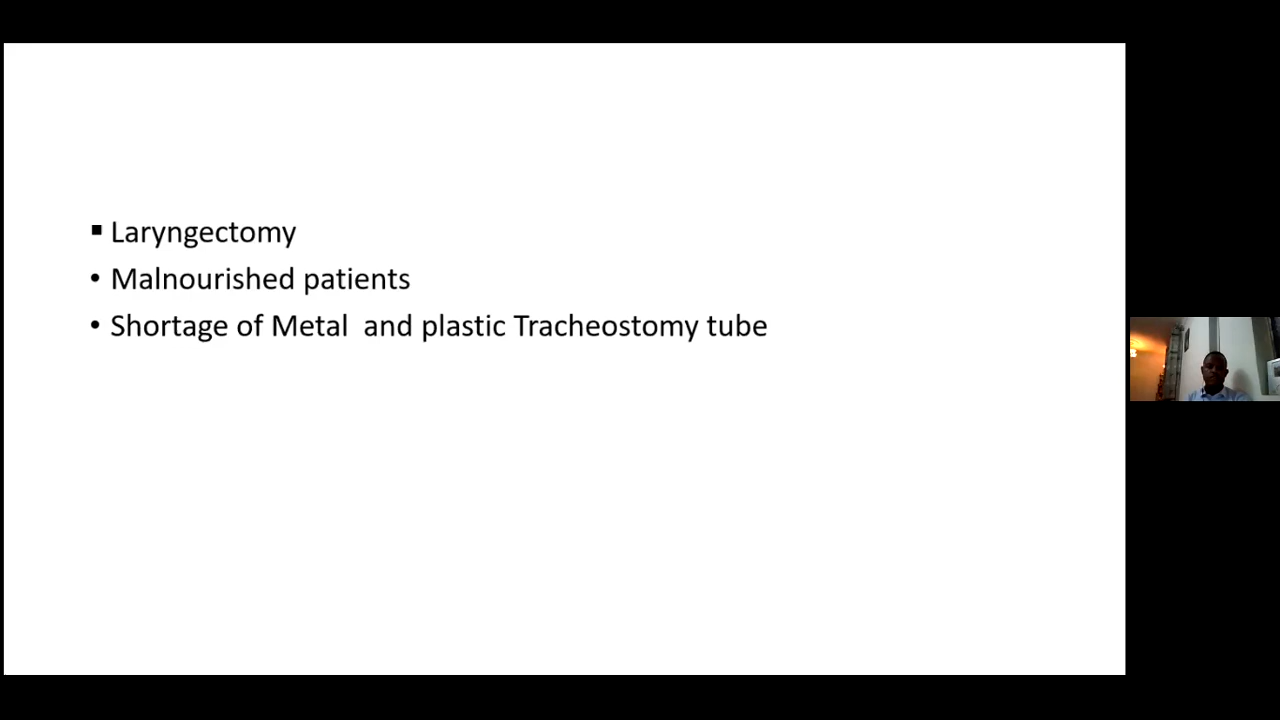 ▪ Laryngectomy
• Malnourished patients
• Shortage of Metal  and plastic Tracheostomy tube